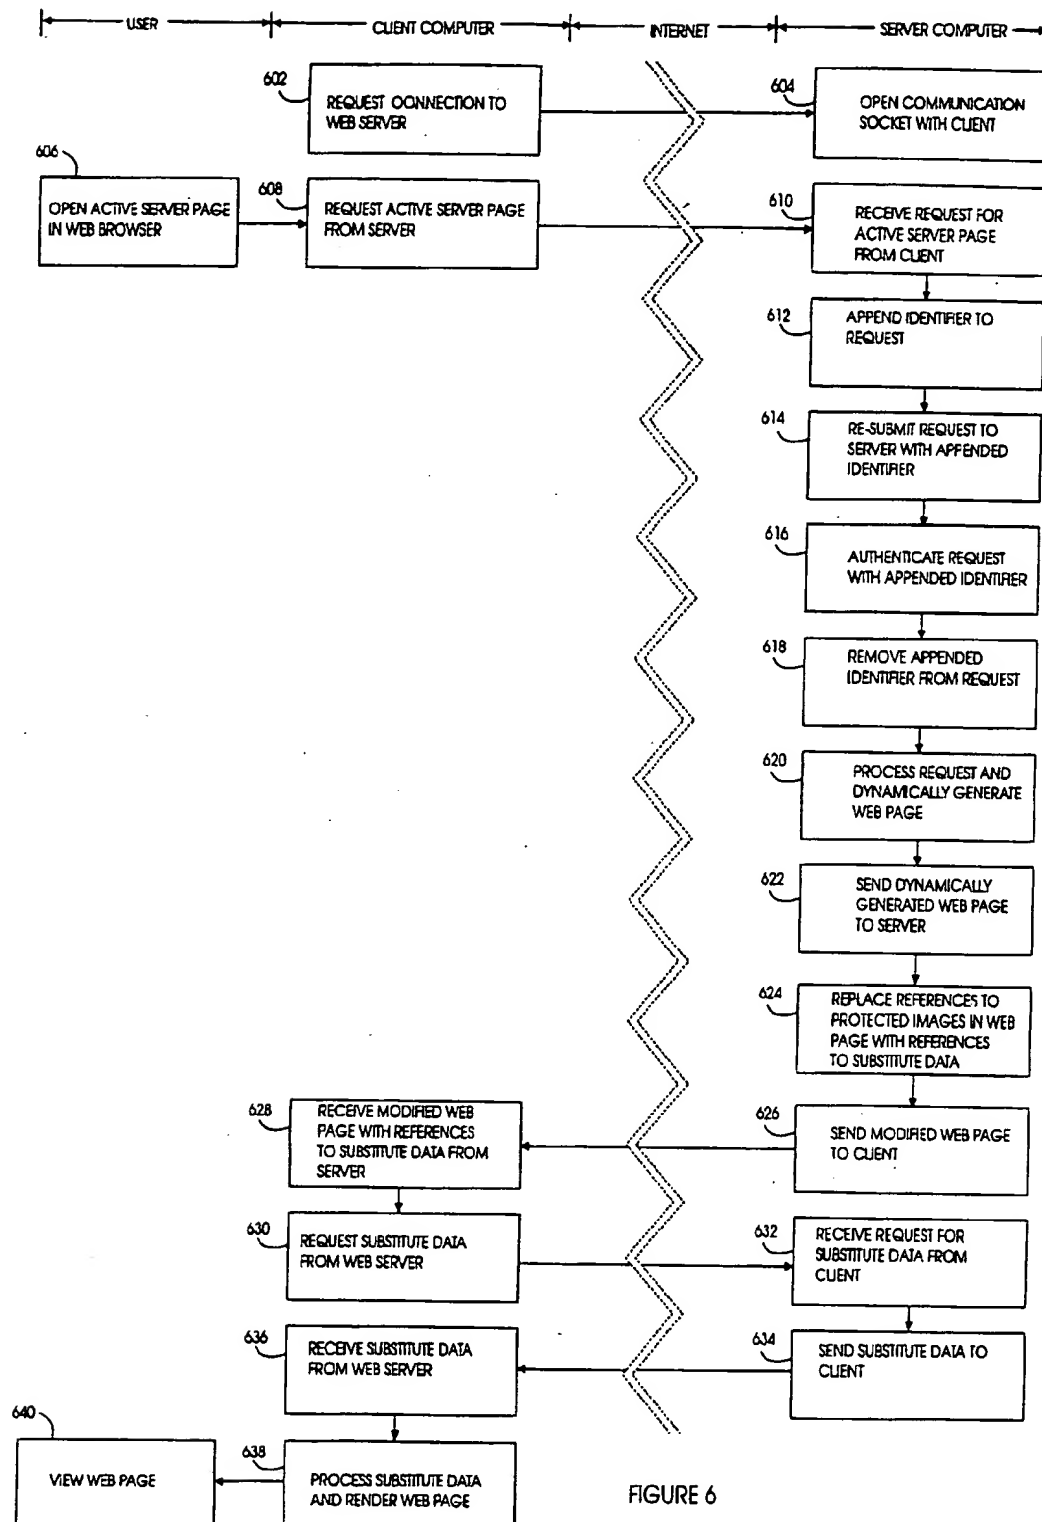 USER
CLIENT COMPUTER
INTERNET
SERVER COMPUTER
602
REQUEST CONNECTION TO
WEB SERVER
604
OPEN COMMUNICATION
SOCKET WITH CLIENT
606
OPEN ACTIVE SERVER PAGE
IN WEB BROWSER
608
REQUEST ACTIVE SERVER PAGE
FROM SERVER
610
RECEIVE REQUEST FOR
ACTIVE SERVER PAGE
FROM CLIENT
612
APPEND IDENTIFIER TO
REQUEST
614
RE-SUBMIT REQUEST TO
SERVER WITH APPENDED
IDENTIFIER
616
AUTHENTICATE REQUEST
WITH APPENDED IDENTIFIER
618
REMOVE APPENDED
IDENTIFIER FROM REQUEST
620
PROCESS REQUEST AND
DYNAMICALLY GENERATE
WEB PAGE
622
SEND DYNAMICALLY
GENERATED WEB PAGE
TO SERVER
624
REPLACE REFERENCES TO
PROTECTED IMAGES IN WEB
PAGE WITH REFERENCES
TO SUBSTITUTE DATA
626
SEND MODIFIED WEB PAGE
TO CLIENT
628
RECEIVE MODIFIED WEB
PAGE WITH REFERENCES
TO SUBSTITUTE DATA FROM
SERVER
630
REQUEST SUBSTITUTE DATA
FROM WEB SERVER
632
RECEIVE REQUEST FOR
SUBSTITUTE DATA FROM
CLIENT
634
SEND SUBSTITUTE DATA TO
CLIENT
636
RECEIVE SUBSTITUTE DATA
FROM WEB SERVER
638
PROCESS SUBSTITUTE DATA
AND RENDER WEB PAGE
640
VIEW WEB PAGE
FIGURE 6